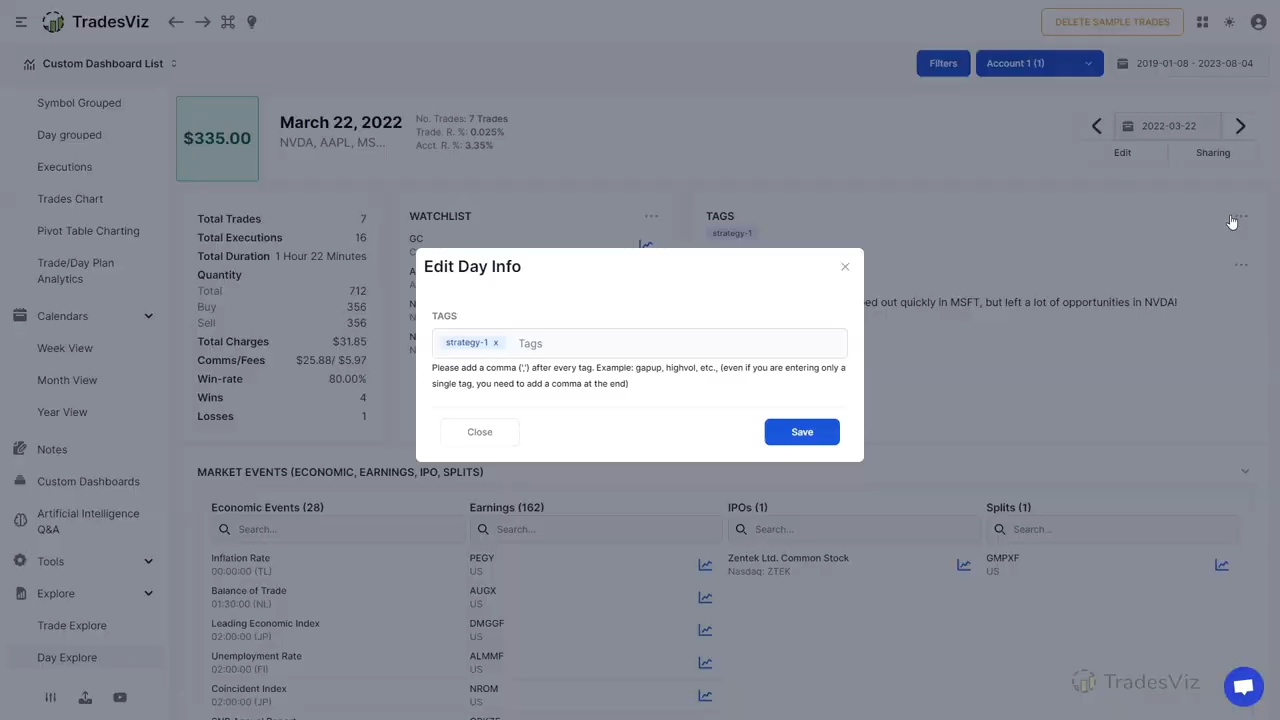 TradesViz
DELETE SAMPLE TRADES
Custom Dashboard List
Filters
Account 1 (1)
2019-01-08 - 2023-08-04
Symbol Grouped
Day grouped
Executions
Trades Chart
Pivot Table Charting
Trade/Day Plan
Analytics
Calendars
Week View
Month View
Year View
Notes
Custom Dashboards
Artificial Intelligence
Q&A
Tools
Explore
Trade Explore
Day Explore
$335.00
March 22, 2022
NVDA, AAPL, MS...
No. Trades: 7 Trades
Trade. R. %: 0.025%
Acct. R. %: 3.35%
2022-03-22
Edit
Sharing
Total Trades 7
Total Executions 16
Total Duration 1 Hour 22 Minutes
Quantity
Total 712
Buy 356
Sell 356
Total Charges $31.85
Comms/Fees $25.88/ $5.97
Win-rate 80.00%
Wins 4
Losses 1
WATCHLIST
GC
TAGS
strategy-1
ed out quickly in MSFT, but left a lot of opportunities in NVDA!
Edit Day Info
TAGS
strategy-1 x Tags
Please add a comma (',') after every tag. Example: gapup, highvol, etc., (even if you are entering only a
single tag, you need to add a comma at the end)
Close
Save
MARKET EVENTS (ECONOMIC, EARNINGS, IPO, SPLITS)
Economic Events (28)
Search...
Inflation Rate
00:00:00 (TL)
Balance of Trade
01:30:00 (NL)
Leading Economic Index
02:00:00 (JP)
Unemployment Rate
02:00:00 (FI)
Coincident Index
02:00:00 (JP)
Earnings (162)
Search...
PEGY
US
AUGX
US
DMGGF
US
ALMMF
US
NROM
US
IPOs (1)
Search...
Zentek Ltd. Common Stock
Nasdaq: ZTEK
Splits (1)
Search...
GMPXF
US
TradesViz